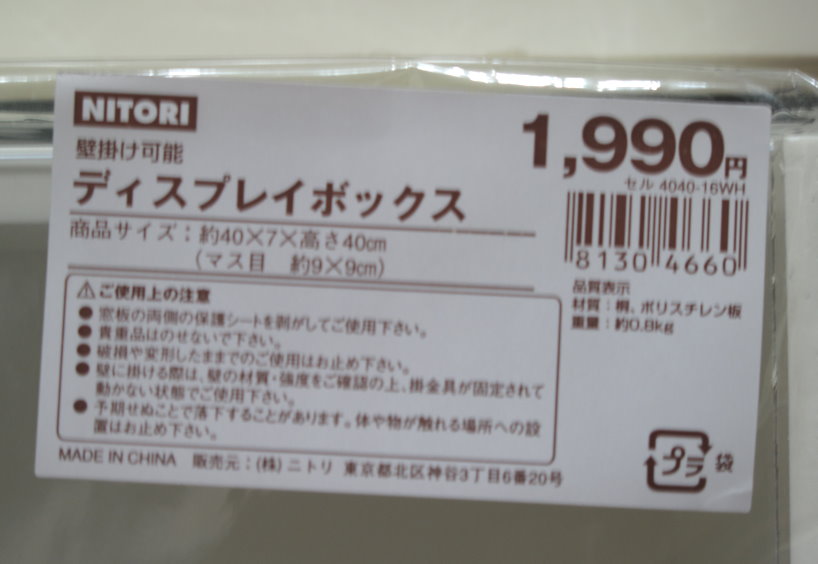 NITORI
壁掛け可能
ディスプレイボックス
商品サイズ：約40×7×高さ40cm
（マス目　約9×9cm）
1,990円
セル 4040-16WH
8130 4660
品質表示
材質：桐、ポリスチレン板
重量：約0.8kg
⚠ご使用上の注意
●窓板の両側の保護シートを剥がしてご使用下さい。
●貴重品はのせないで下さい。
●破損や変形したままでのご使用はお止め下さい。
●壁に掛ける際は、壁の材質・強度をご確認の上、掛金具が固定されて
動かない状態でご使用下さい。
●予期せぬことで落下することがあります。体や物が触れる場所への設
置はお止め下さい。
MADE IN CHINA　販売元：(株)ニトリ　東京都北区神谷3丁目6番20号
プラ 袋